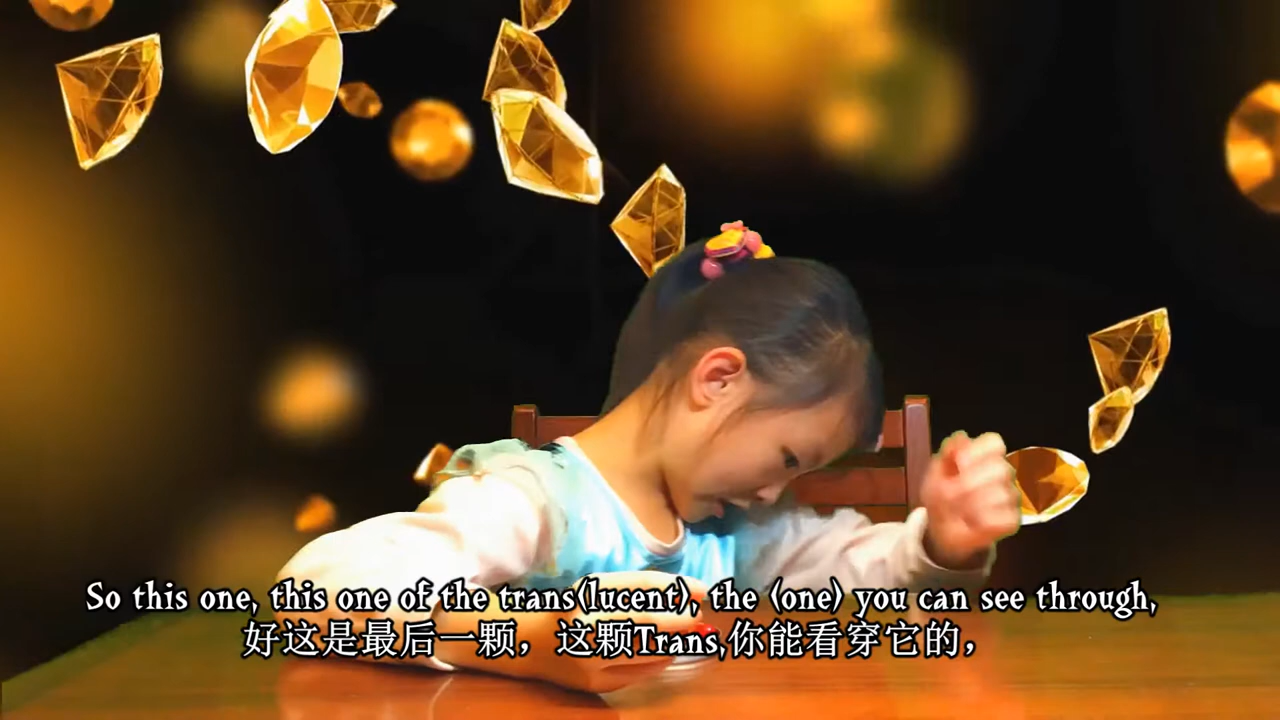 So this one, this one of the trans(lucent), the (one) you can see through,
好这是最后一颗，这颗Trans,你能看穿它的，